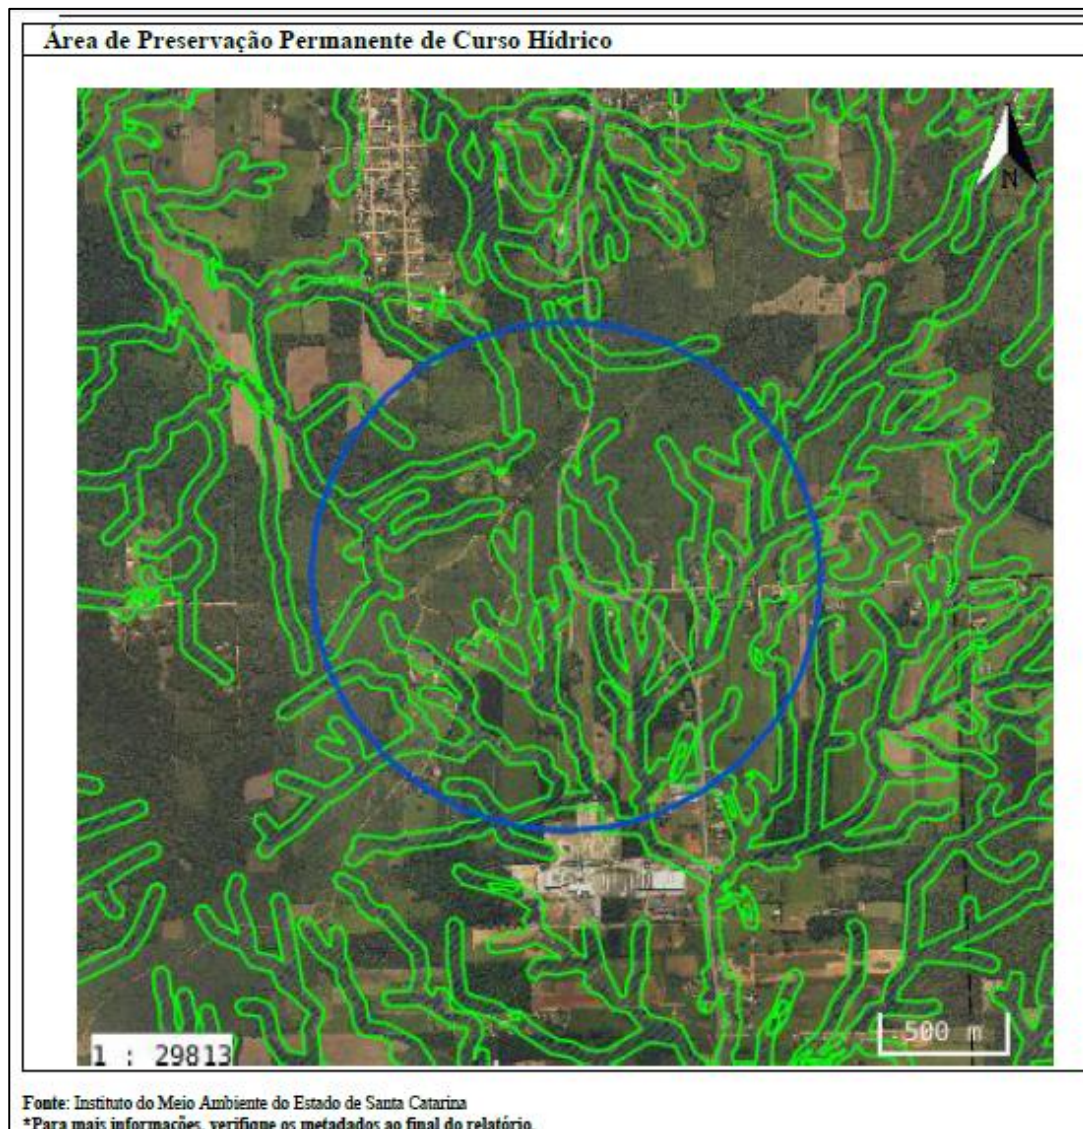 Área de Preservação Permanente de Curso Hídrico
N
1 : 29813
500 m
Fonte: Instituto do Meio Ambiente do Estado de Santa Catarina
*Para mais informações, verifique os metadados ao final do relatório.